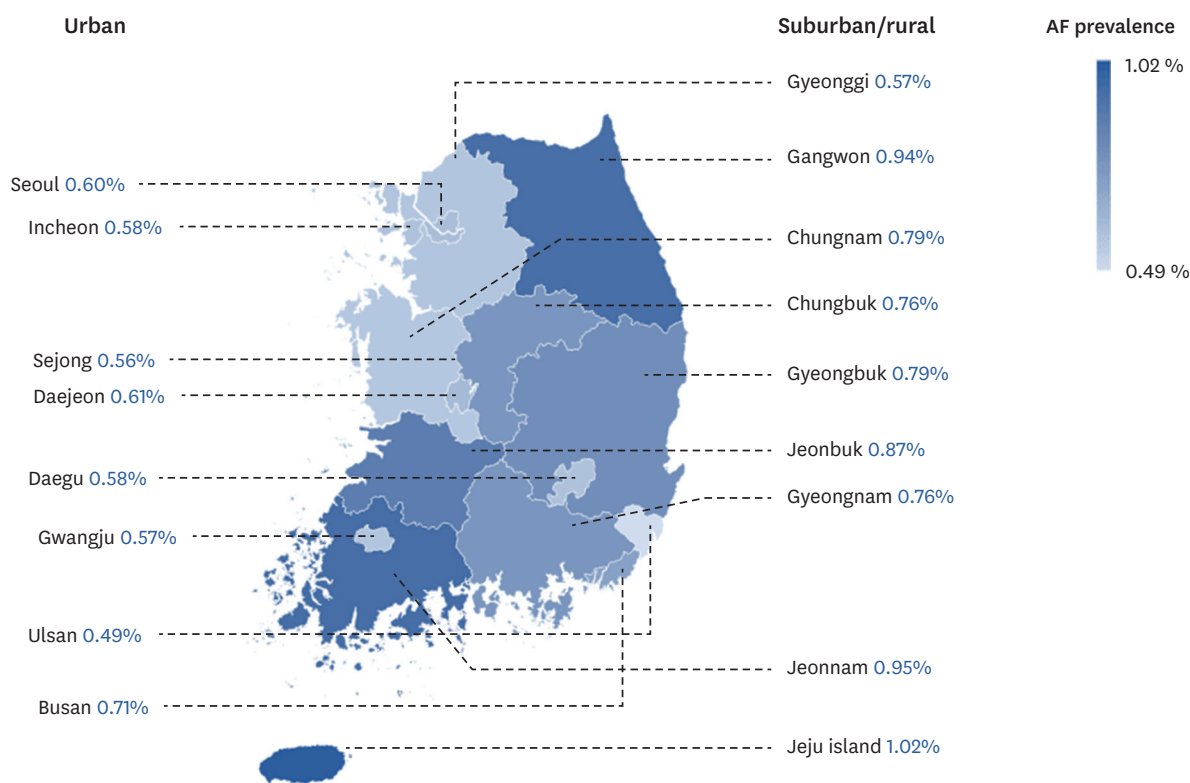 Urban
Seoul 0.60%
Incheon 0.58%
Sejong 0.56%
Daejeon 0.61%
Daegu 0.58%
Gwangju 0.57%
Ulsan 0.49%
Busan 0.71%
Suburban/rural
Gyeonggi 0.57%
Gangwon 0.94%
Chungnam 0.79%
Chungbuk 0.76%
Gyeongbuk 0.79%
Jeonbuk 0.87%
Gyeongnam 0.76%
Jeonnam 0.95%
Jeju island 1.02%
AF prevalence
1.02 %
0.49 %